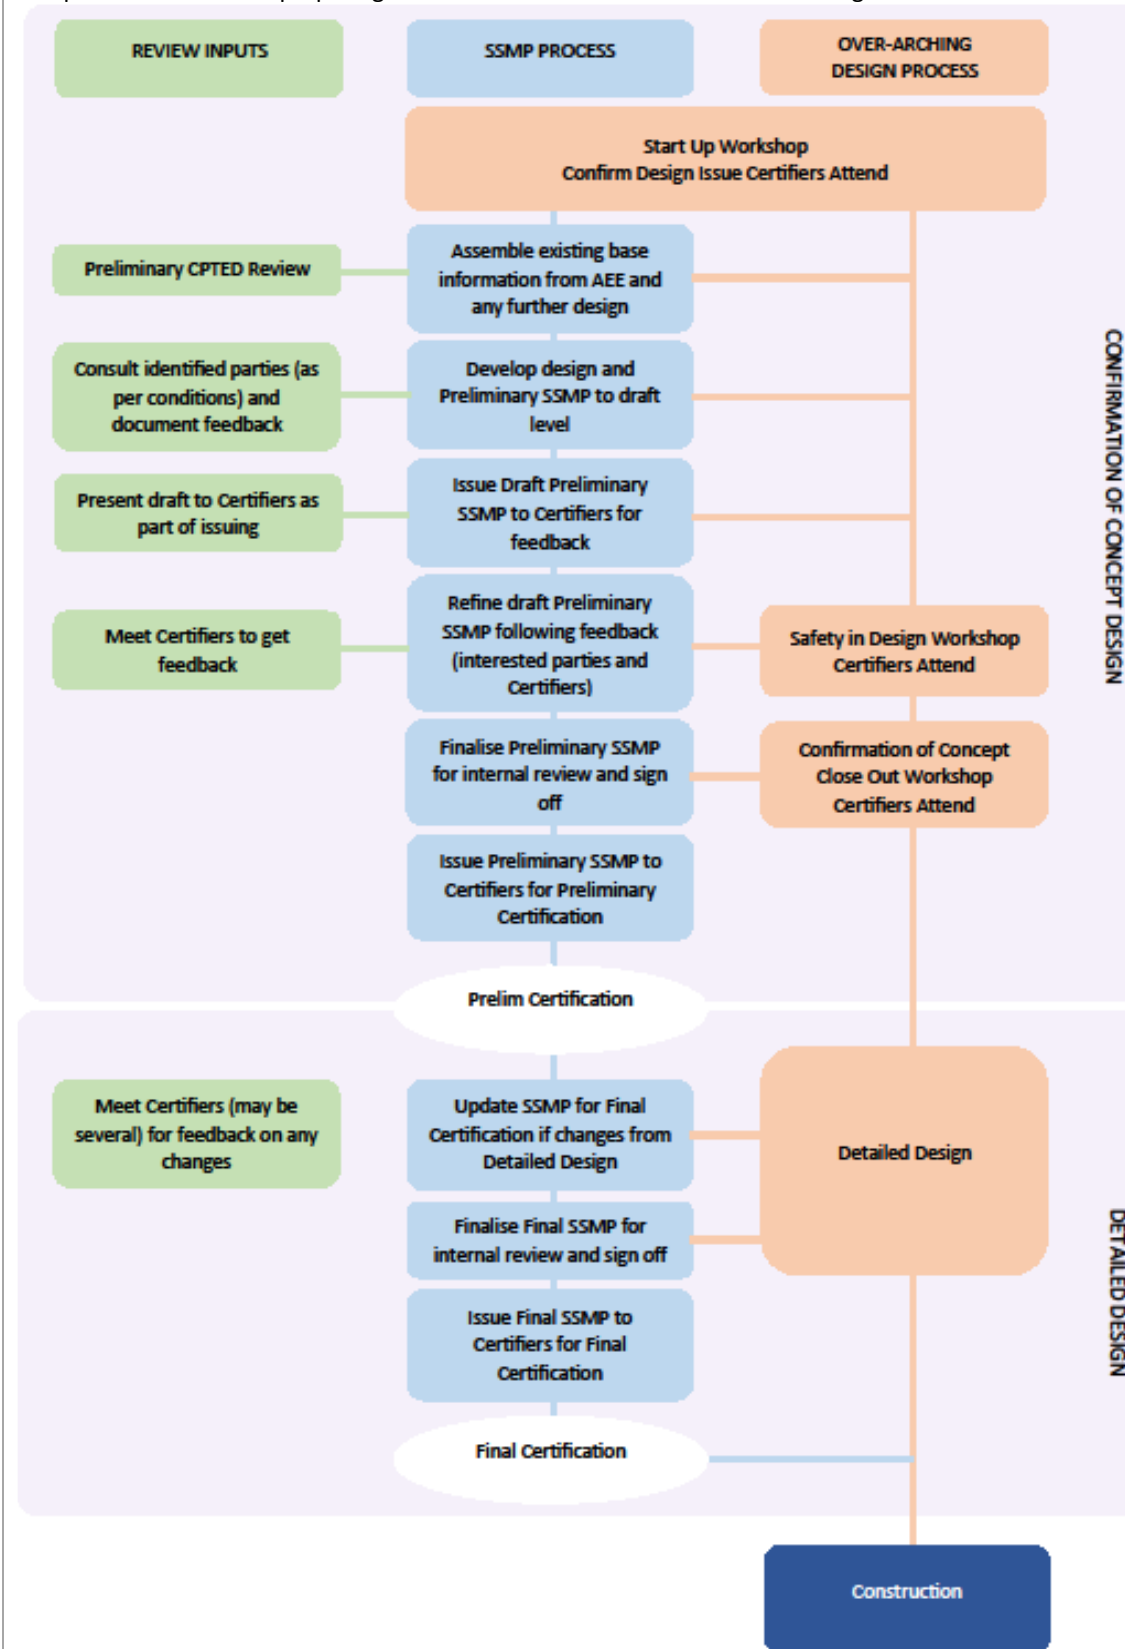 REVIEW INPUTS
SSMP PROCESS
OVER-ARCHING
DESIGN PROCESS
Start Up Workshop
Confirm Design Issue Certifiers Attend
Preliminary CPTED Review
Assemble existing base
information from AEE and
any further design
Consult identified parties (as
per conditions) and
document feedback
Develop design and
Preliminary SSMP to draft
level
Present draft to Certifiers as
part of issuing
Issue Draft Preliminary
SSMP to Certifiers for
feedback
Meet Certifiers to get
feedback
Refine draft Preliminary
SSMP following feedback
(interested parties and
Certifiers)
Safety in Design Workshop
Certifiers Attend
Finalise Preliminary SSMP
for internal review and sign
off
Confirmation of Concept
Close Out Workshop
Certifiers Attend
Issue Preliminary SSMP to
Certifiers for Preliminary
Certification
CONFIRMATION OF CONCEPT DESIGN
Prelim Certification
Meet Certifiers (may be
several) for feedback on any
changes
Update SSMP for Final
Certification if changes from
Detailed Design
Detailed Design
Finalise Final SSMP for
internal review and sign off
Issue Final SSMP to
Certifiers for Final
Certification
Final Certification
DETAILED DESIGN
Construction